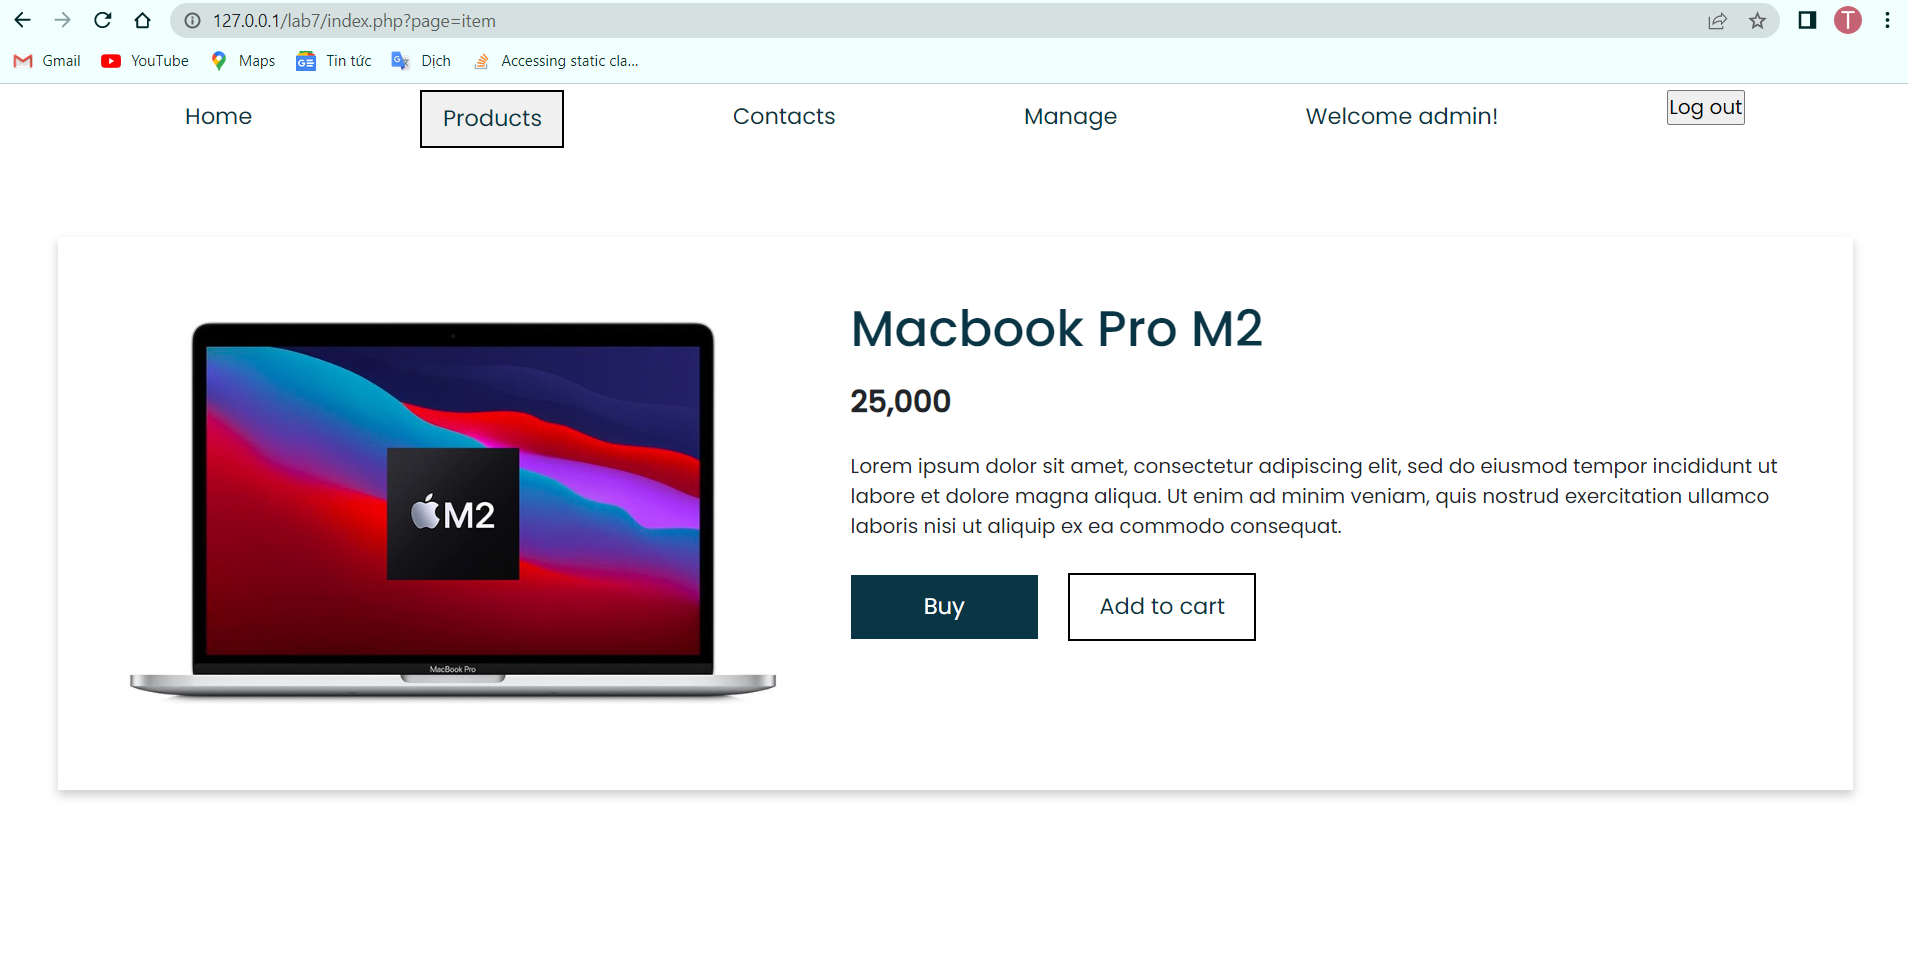 127.0.0.1/lab7/index.php?page=item
T
Gmail YouTube Maps Tin tức Dịch Accessing static cla...
Home Products Contacts Manage Welcome admin! Log out
Macbook Pro M2
25,000
Lorem ipsum dolor sit amet, consectetur adipiscing elit, sed do eiusmod tempor incididunt ut
labore et dolore magna aliqua. Ut enim ad minim veniam, quis nostrud exercitation ullamco
laboris nisi ut aliquip ex ea commodo consequat.
Buy Add to cart
M2
MacBook Pro